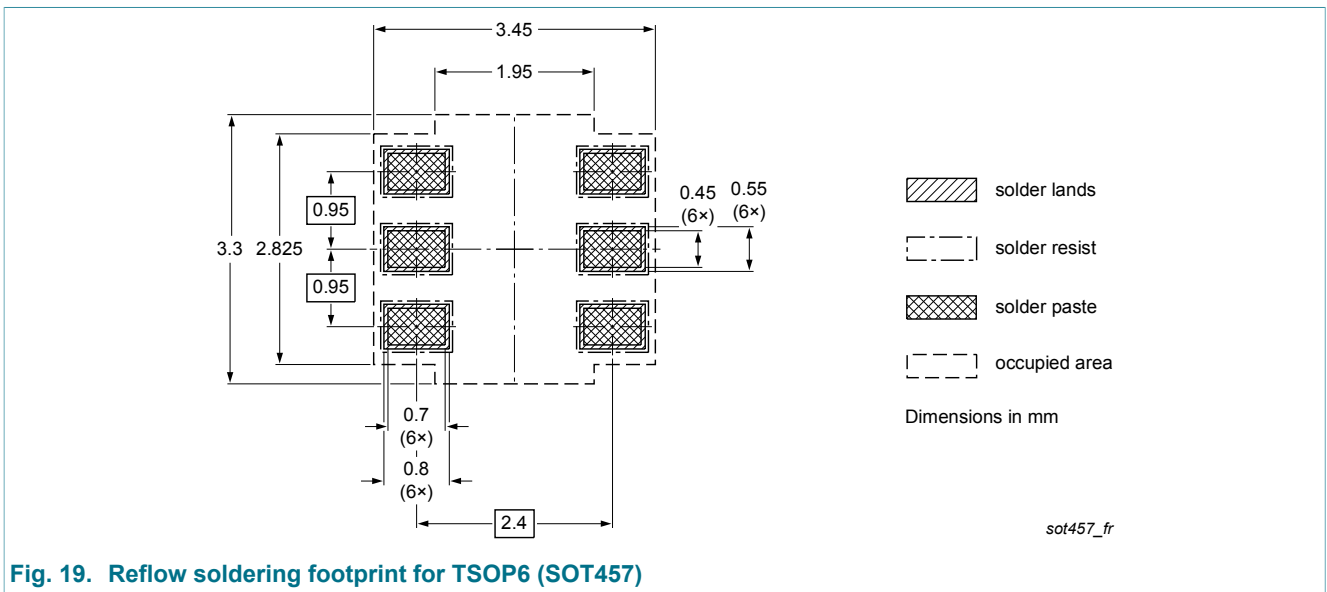 3.45
1.95
0.95
3.3 2.825
0.95
0.45
(6×)
0.55
(6×)
0.7
(6×)
0.8
(6×)
2.4
solder lands
solder resist
solder paste
occupied area
Dimensions in mm
sot457_fr
Fig. 19. Reflow soldering footprint for TSOP6 (SOT457)